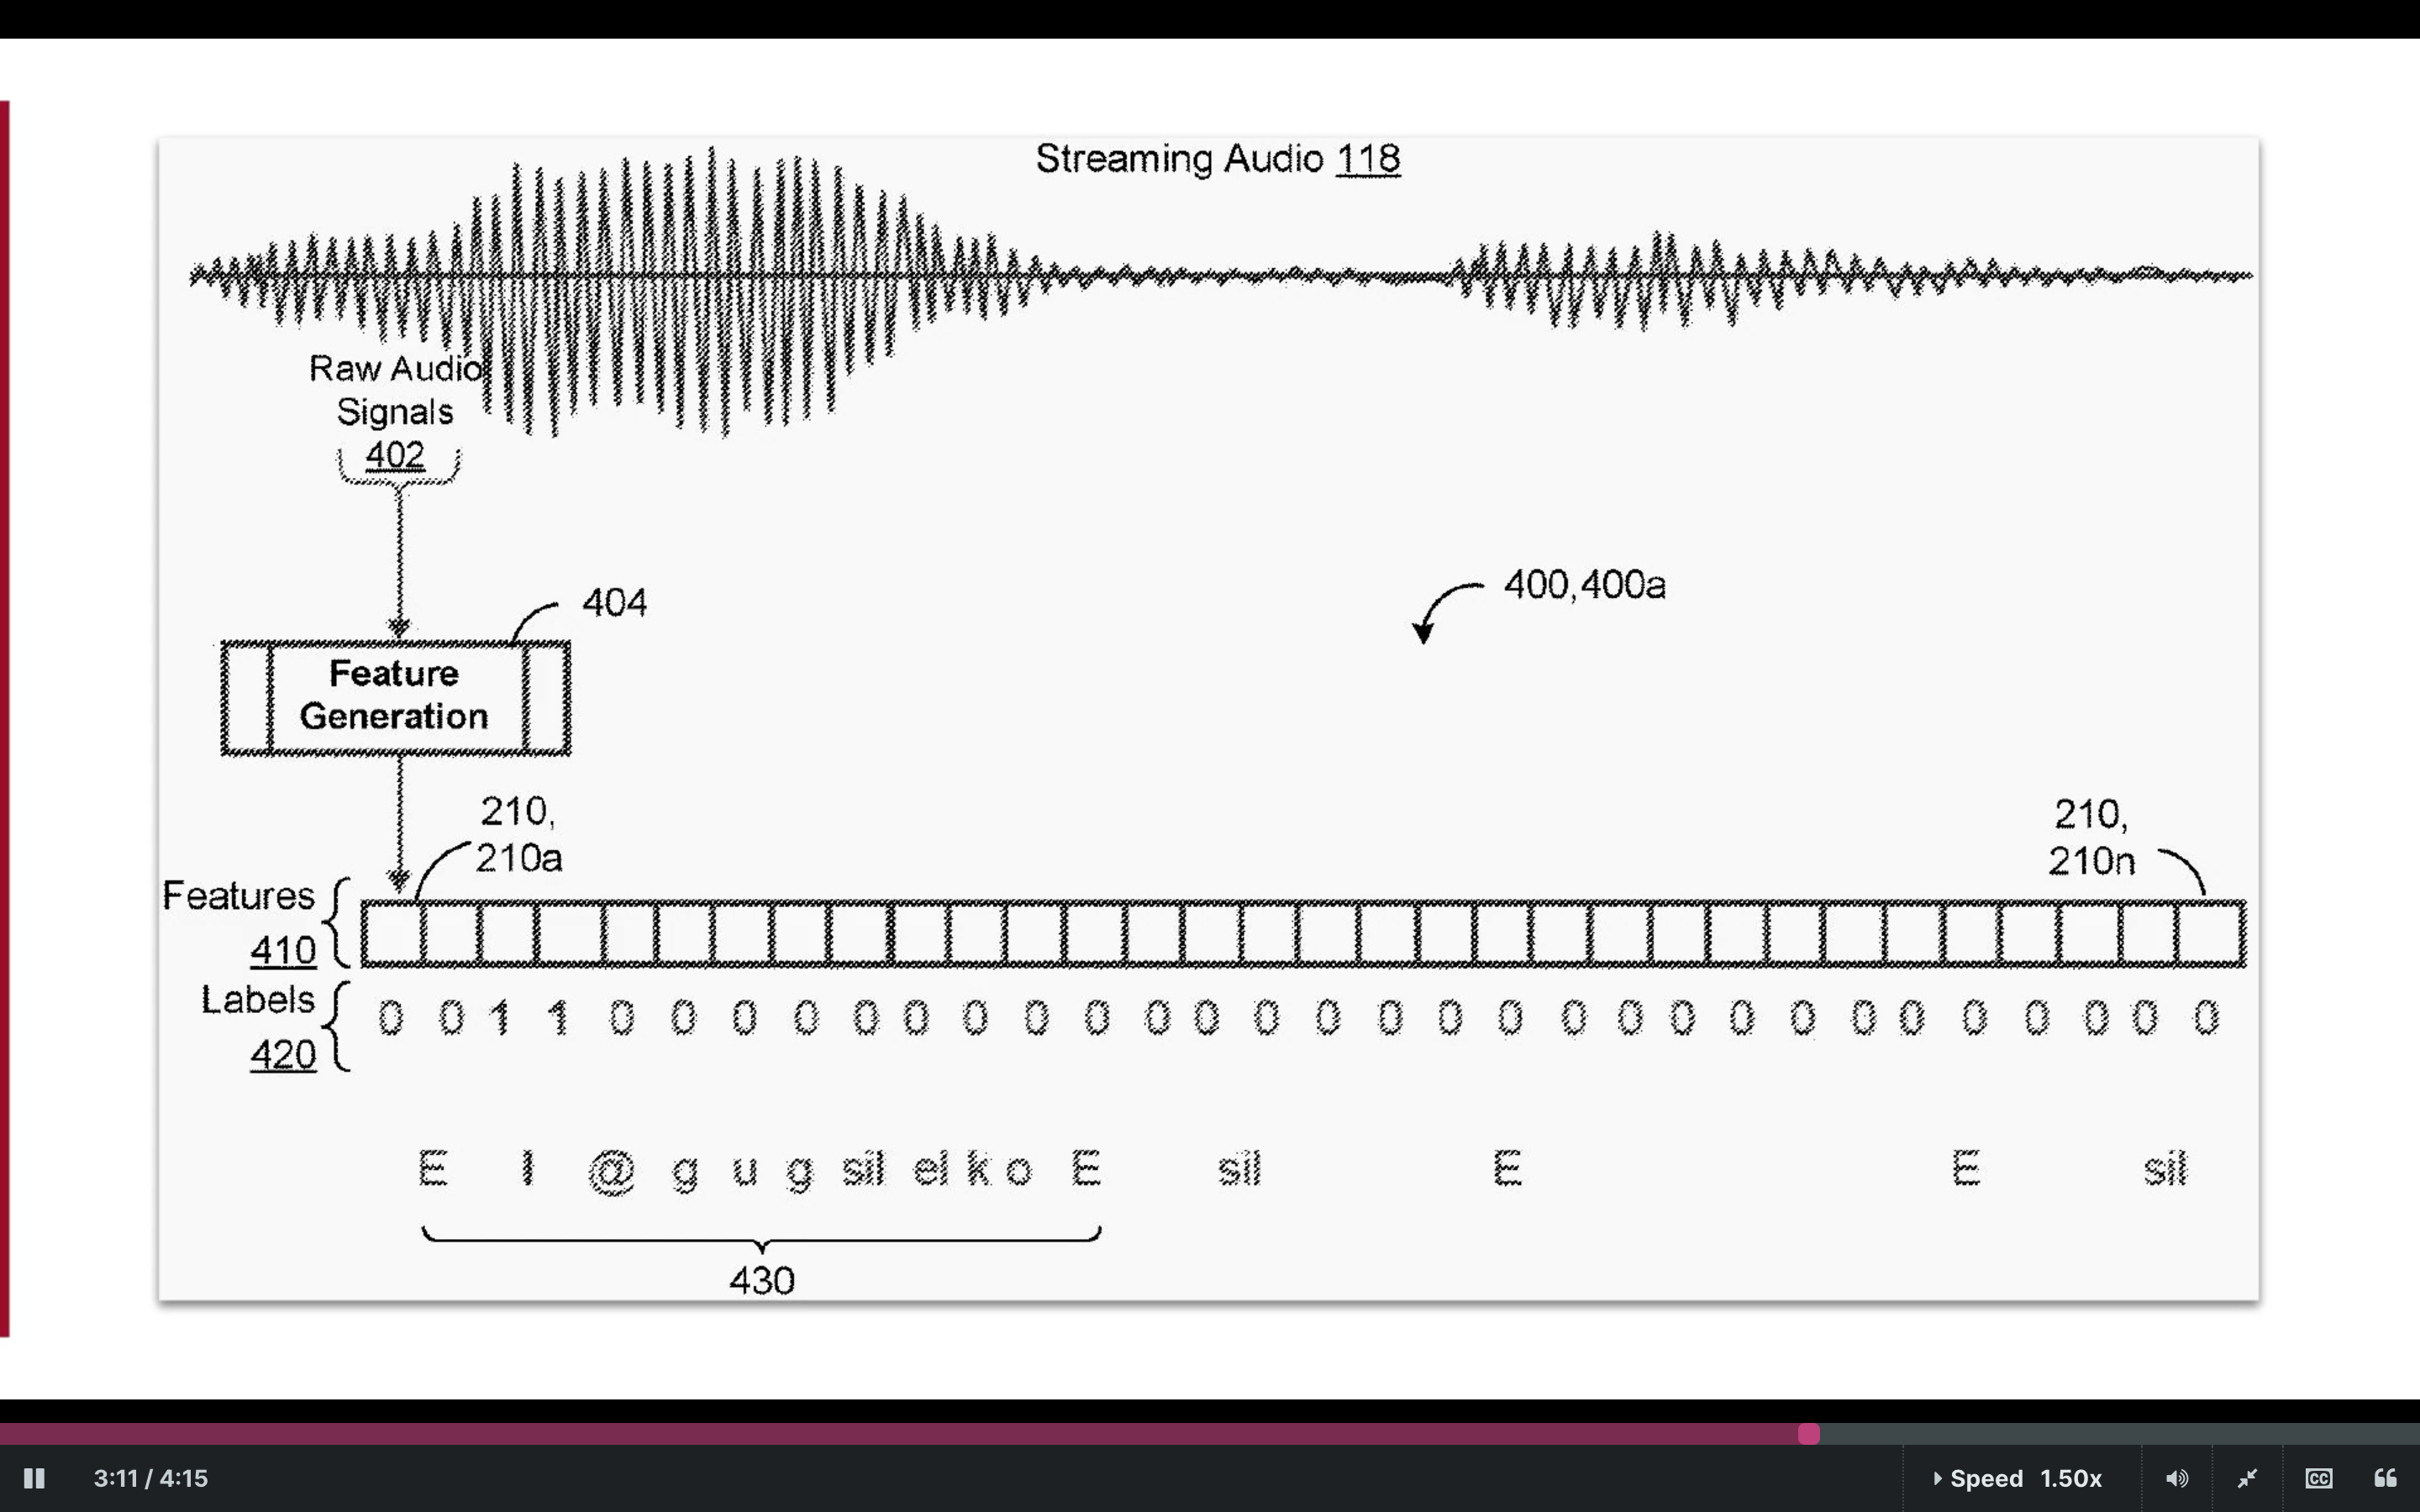 Streaming Audio 118
Raw Audio
Signals
402
404
400,400a
Feature
Generation
210,
210a
210,
210n
Features
410
Labels
420
0 0 1 1 0 0 0 0 0 0 0 0 0 0 0 0 0 0 0 0 0 0 0 0 0 0 0 0 0 0 0 0
E l @ g u g sil el k o E sil E E sil
430
3:11 / 4:15
Speed 1.50x
CC